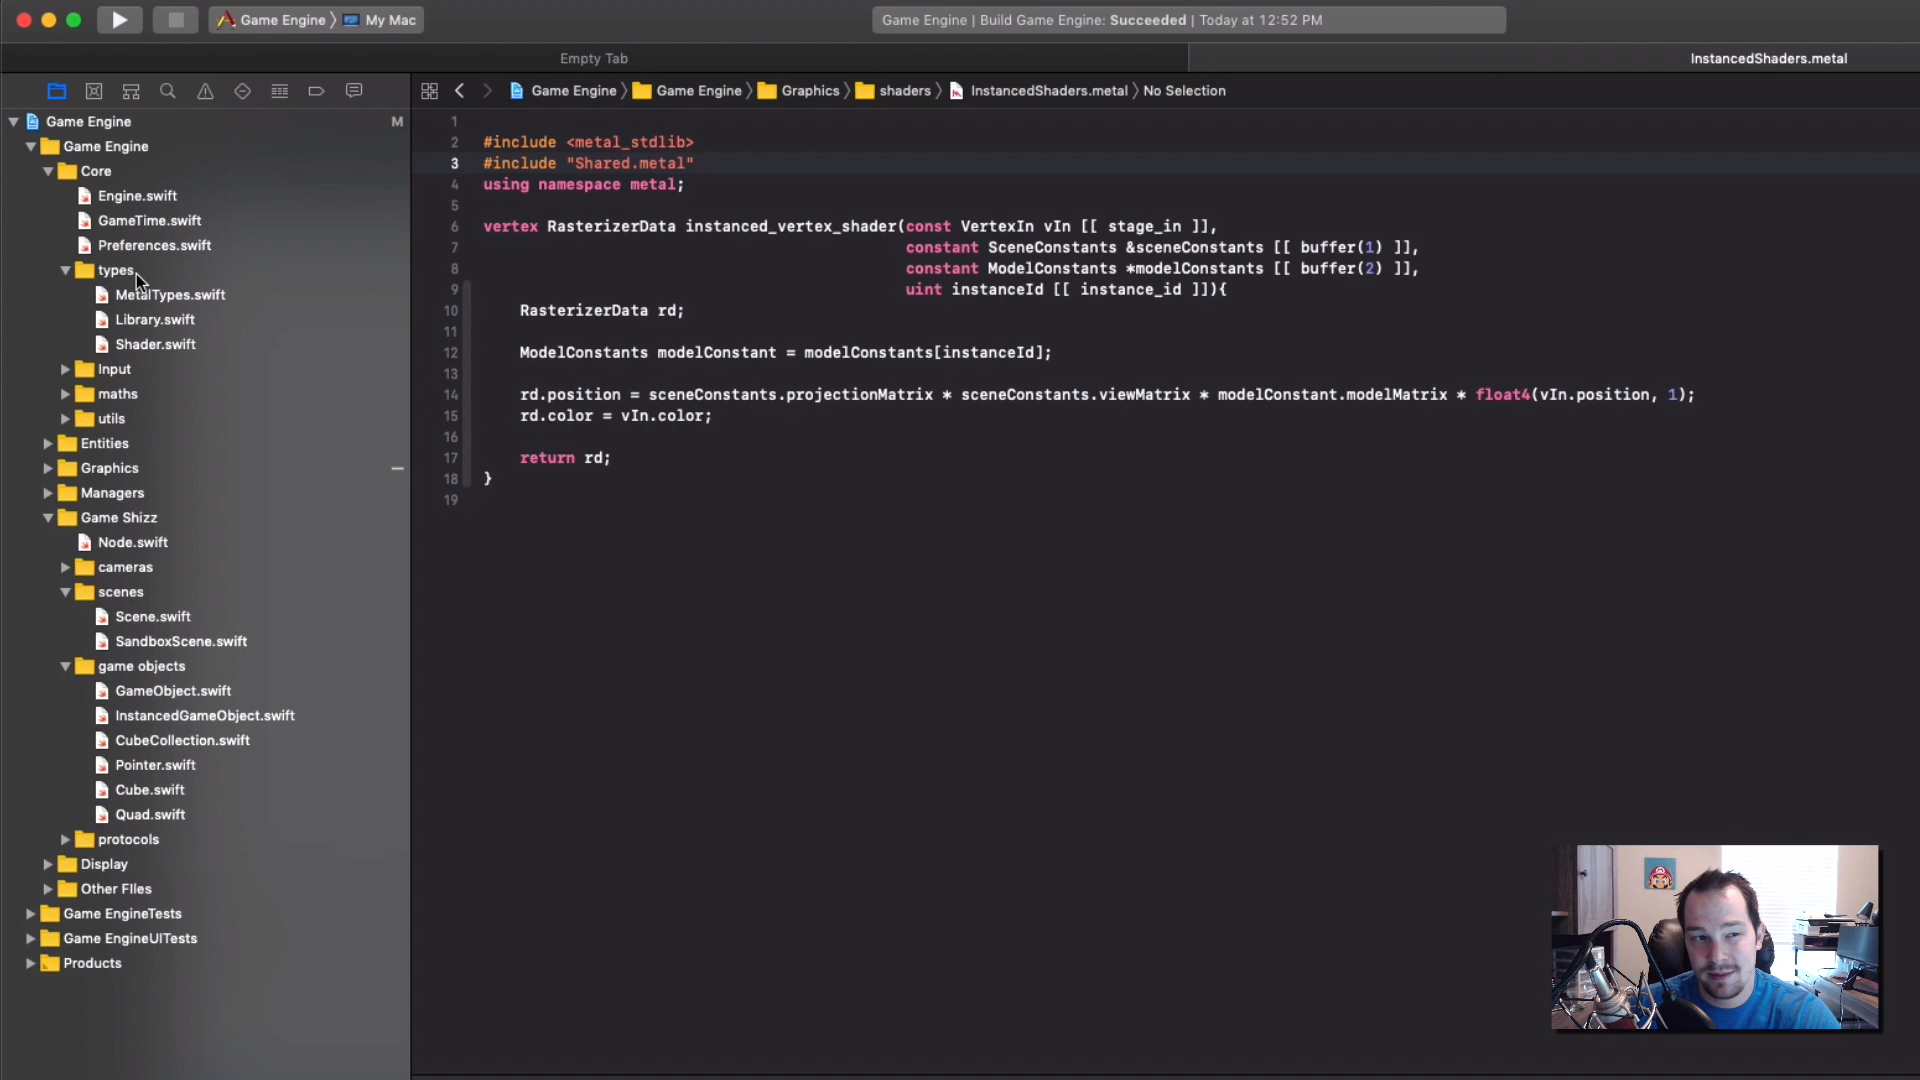 Game Engine 〉 My Mac
Game Engine | Build Game Engine: Succeeded | Today at 12:52 PM
Empty Tab
InstancedShaders.metal
Game Engine 〉 Game Engine 〉 Graphics 〉 shaders 〉 InstancedShaders.metal 〉 No Selection
Game Engine M
Game Engine
Core
Engine.swift
GameTime.swift
Preferences.swift
types
MetalTypes.swift
Library.swift
Shader.swift
Input
maths
utils
Entities
Graphics
Managers
Game Shizz
Node.swift
cameras
scenes
Scene.swift
SandboxScene.swift
game objects
GameObject.swift
InstancedGameObject.swift
CubeCollection.swift
Pointer.swift
Cube.swift
Quad.swift
protocols
Display
Other FIles
Game EngineTests
Game EngineUITests
Products
1
2 #include <metal_stdlib>
3 #include "Shared.metal"
4 using namespace metal;
5
6 vertex RasterizerData instanced_vertex_shader(const VertexIn vIn [[ stage_in ]],
7 constant SceneConstants &sceneConstants [[ buffer(1) ]],
8 constant ModelConstants *modelConstants [[ buffer(2) ]],
9 uint instanceId [[ instance_id ]]){
10 RasterizerData rd;
11
12 ModelConstants modelConstant = modelConstants[instanceId];
13
14 rd.position = sceneConstants.projectionMatrix * sceneConstants.viewMatrix * modelConstant.modelMatrix * float4(vIn.position, 1);
15 rd.color = vIn.color;
16
17 return rd;
18 }
19